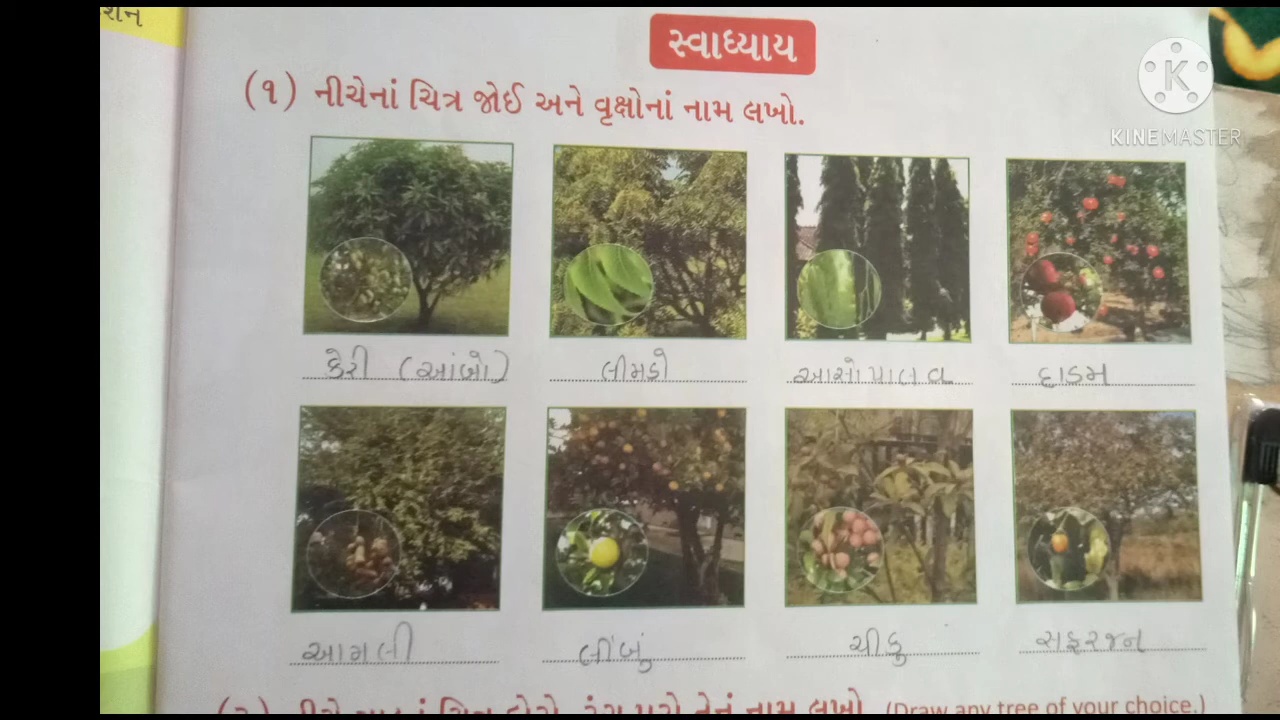 સ્વાધ્યાય
KINEMASTER
(૧) નીચેનાં ચિત્ર જોઈ અને વૃક્ષોનાં નામ લખો.
કેરી (આંબો) લીમડો આસોપાલવ દાડમ
આમલી લીંબું ચીકુ સફરજન
(Draw any tree of your choice.)